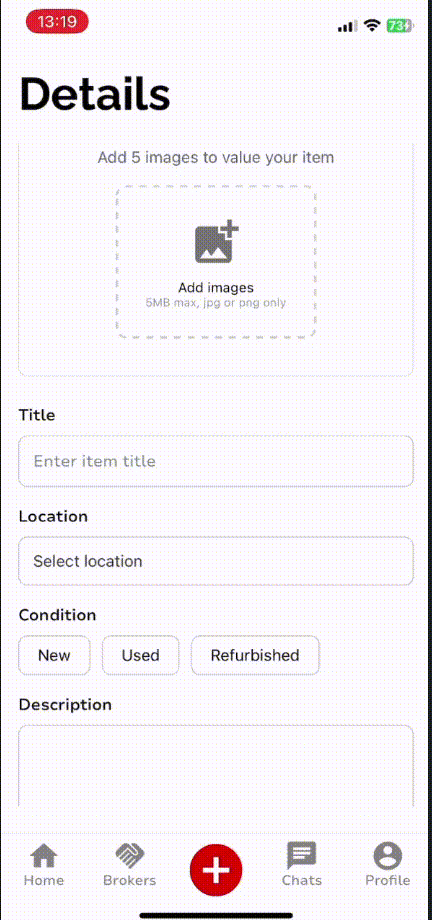 13:19
73
Details
Add 5 images to value your item
Add images
5MB max, jpg or png only
Title
Enter item title
Location
Select location
Condition
New
Used
Refurbished
Description
Home
Brokers
Chats
Profile